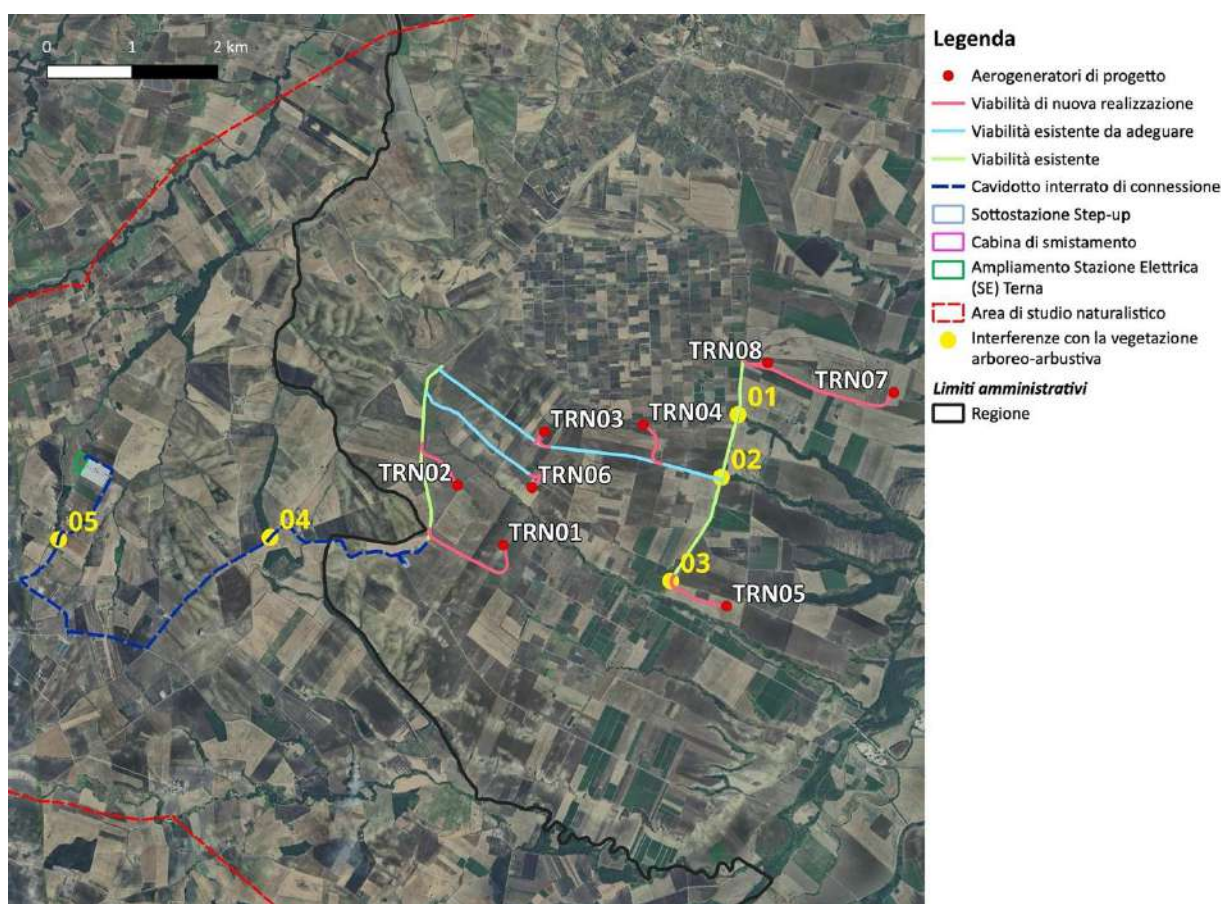 0 1 2 km
TRN08
TRN07
01
TRN03
TRN04
02
TRN02
TRN06
05
04
TRN01
03
TRN05
Legenda
Aerogeneratori di progetto
Viabilità di nuova realizzazione
Viabilità esistente da adeguare
Viabilità esistente
Cavidotto interrato di connessione
Sottostazione Step-up
Cabina di smistamento
Ampliamento Stazione Elettrica
(SE) Terna
Area di studio naturalistico
Interferenze con la vegetazione
arboreo-arbustiva
Limiti amministrativi
Regione